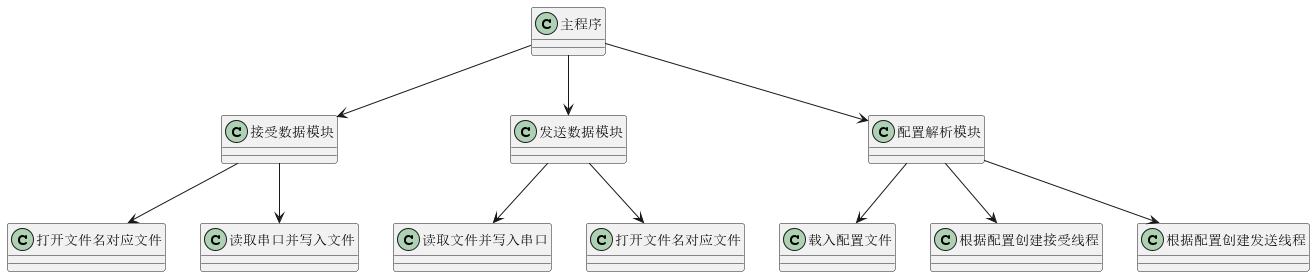 C 主程序
C 接受数据模块
C 发送数据模块
C 配置解析模块
C 打开文件名对应文件
C 读取串口并写入文件
C 读取文件并写入串口
C 打开文件名对应文件
C 载入配置文件
C 根据配置创建接受线程
C 根据配置创建发送线程